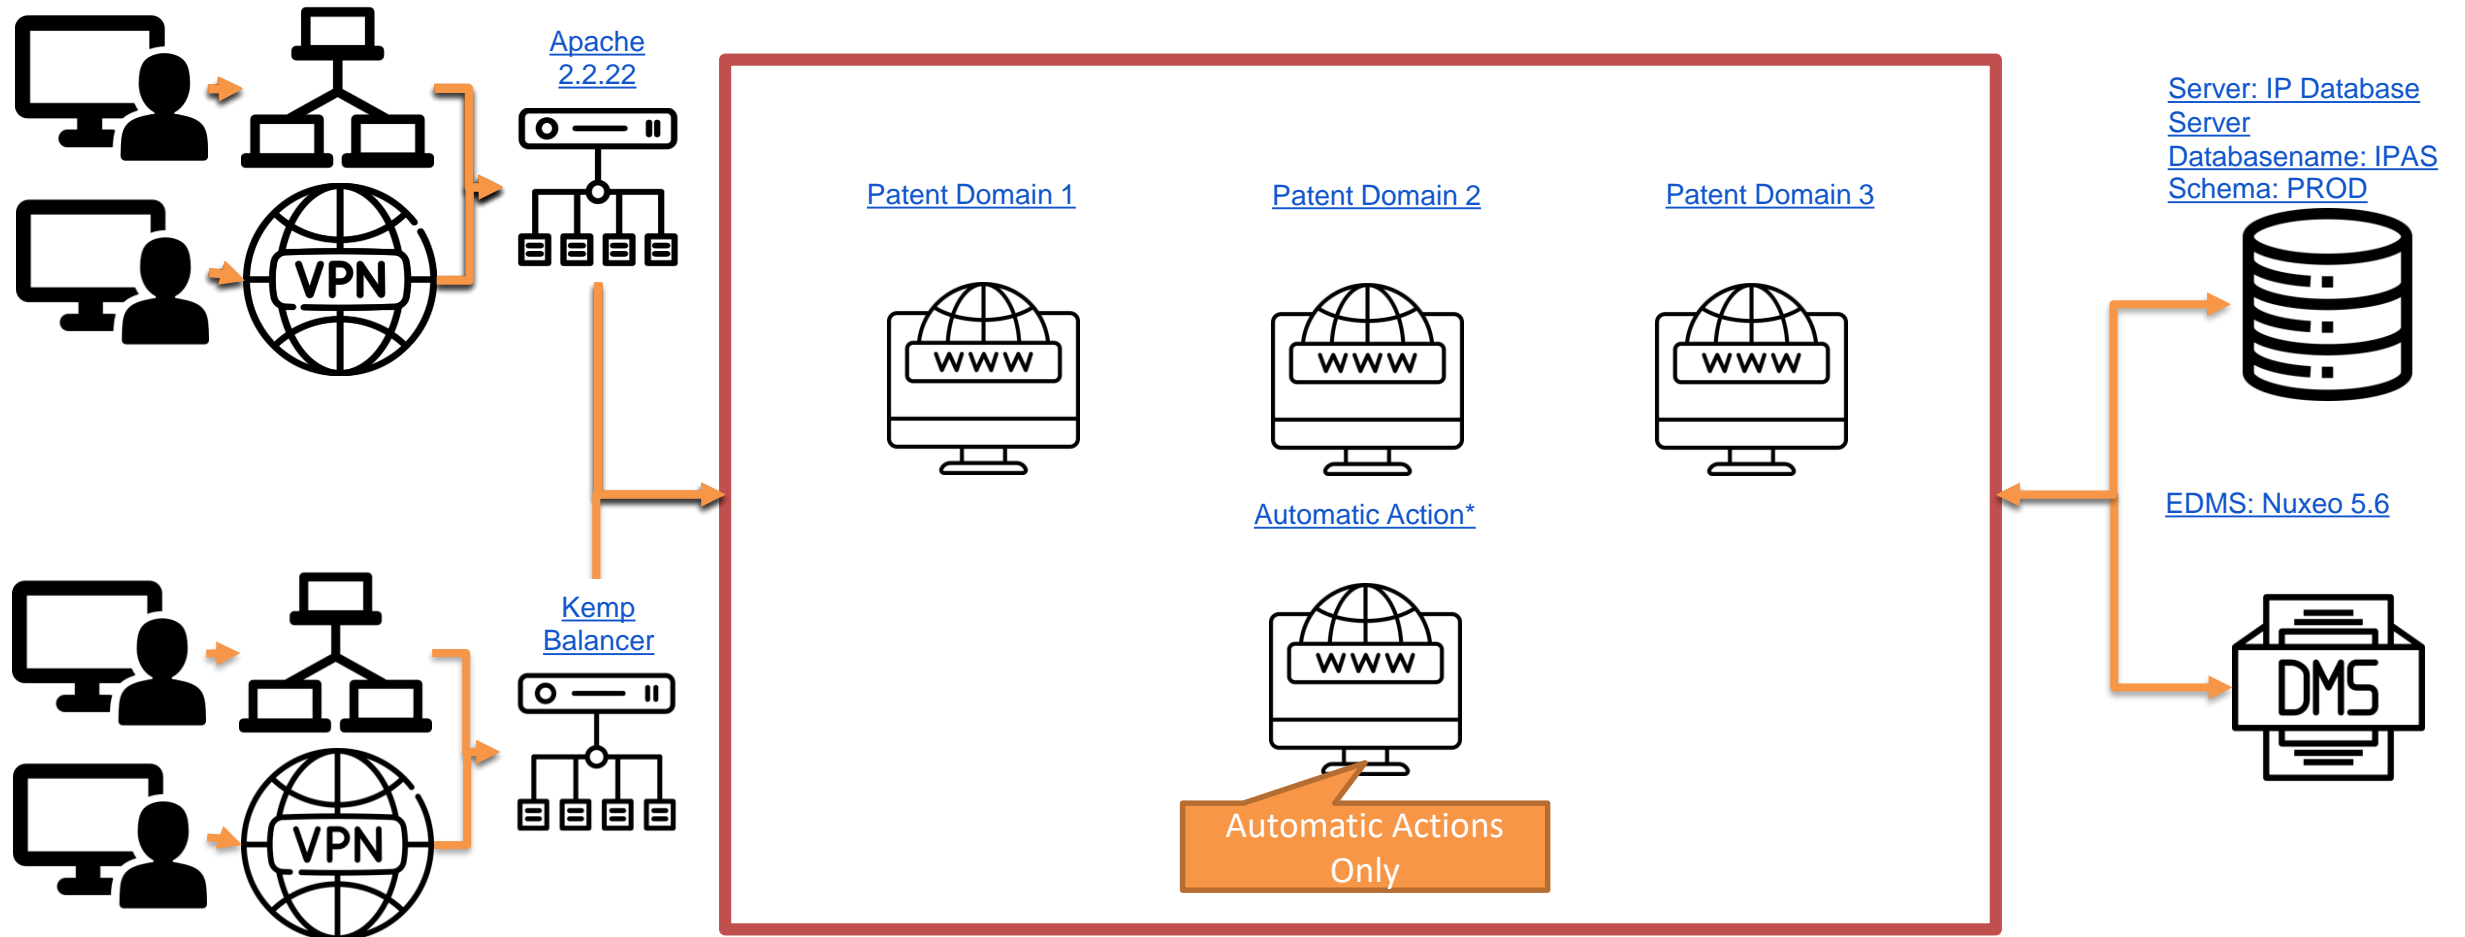 Apache
2.2.22
VPN
Kemp
Balancer
VPN
Patent Domain 1
Patent Domain 2
Patent Domain 3
WWW
WWW
WWW
Automatic Action*
WWW
Automatic Actions
Only
Server: IP Database
Server
Databasename: IPAS
Schema: PROD
EDMS: Nuxeo 5.6
DMS